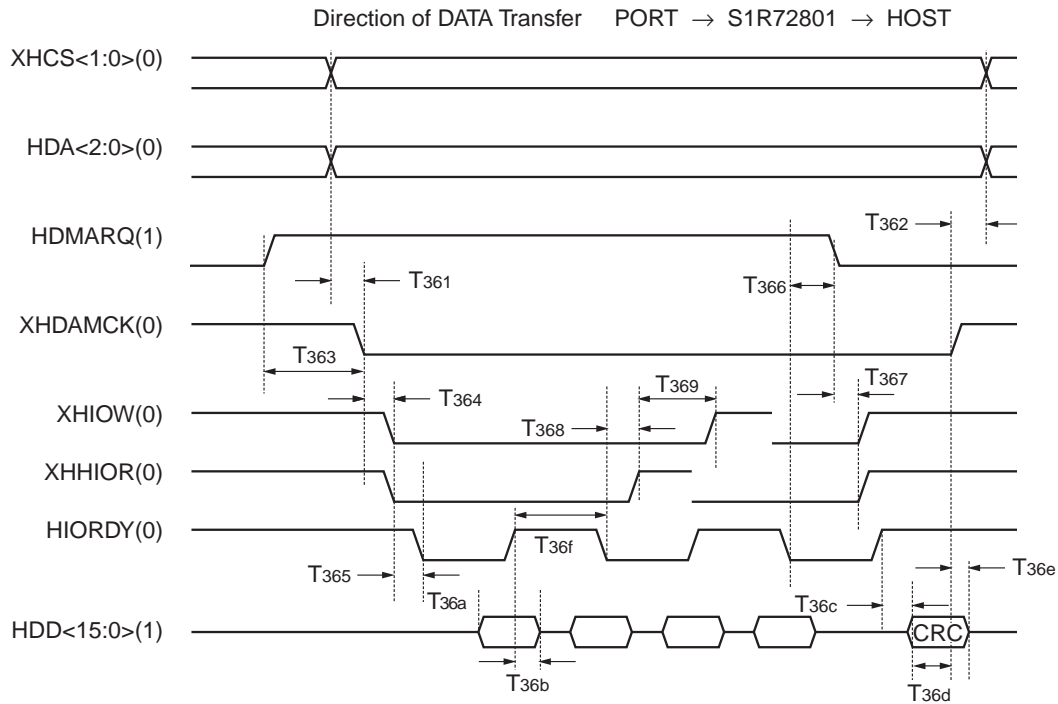 Direction of DATA Transfer PORT → S1R72801 → HOST
XHCS<1:0>(0)
HDA<2:0>(0)
HDMARQ(1)
T362
T361
T366
XHDAMCK(0)
T363
T364
T369
T367
XHIOW(0)
T368
XHHIOR(0)
HIORDY(0)
T36f
T365
T36a
T36c
T36e
HDD<15:0>(1)
CRC
T36b
T36d